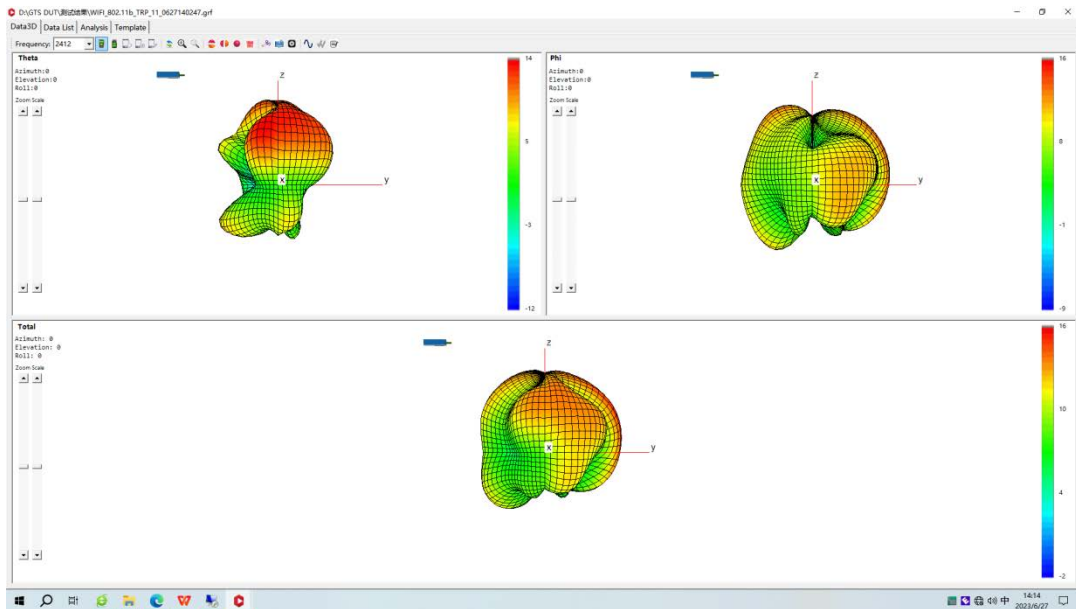 D:\GTS DUT\测试结果\WIFI_802.11b_TRP_11_0627140247.grf
Data3D Data List Analysis Template
Frequency: 2412
Theta
Azimuth:0
Elevation:0
Roll:0
Zoom Scale
z
x
y
14
5
-3
-12
Phi
Azimuth:0
Elevation:0
Roll:0
Zoom Scale
z
x
y
16
8
-1
-9
Total
Azimuth: 0
Elevation: 0
Roll: 0
Zoom Scale
z
x
y
16
10
4
-2
中
14:14
2023/6/27